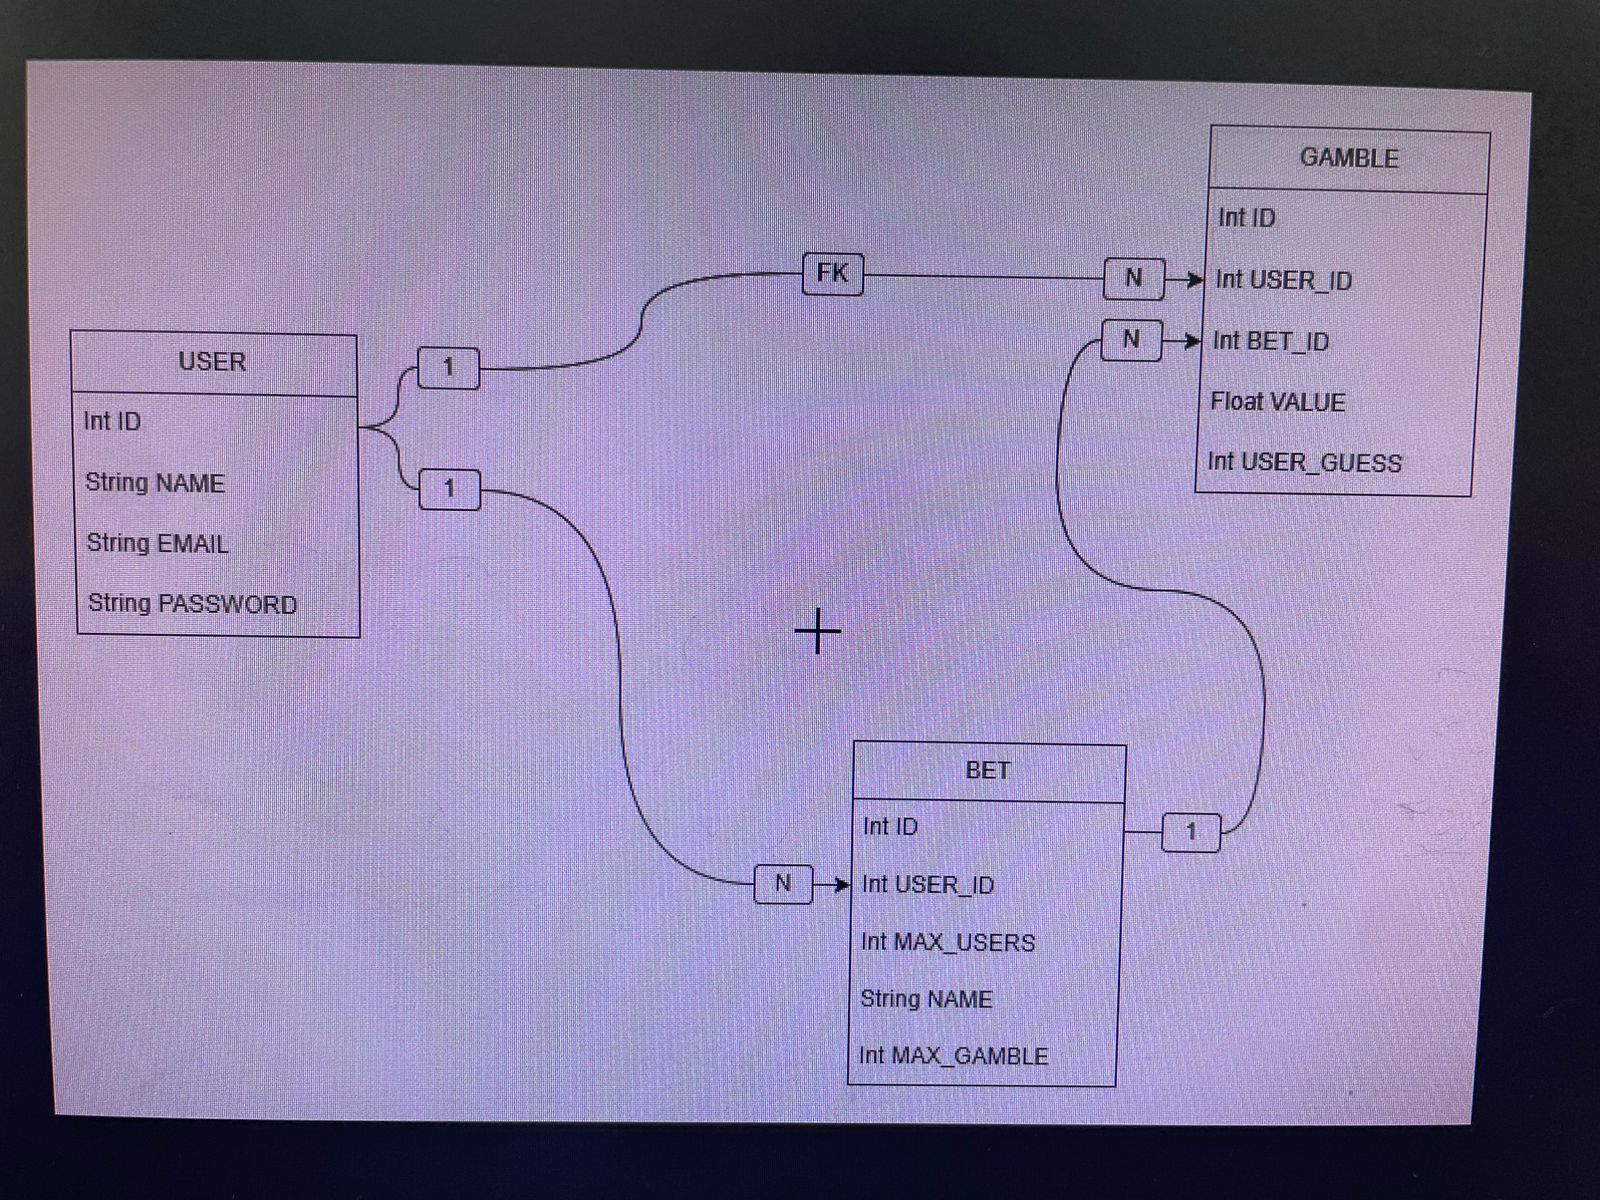 GAMBLE
Int ID
Int USER_ID
Int BET_ID
Float VALUE
Int USER_GUESS
FK
N
N
1
1
USER
Int ID
String NAME
String EMAIL
String PASSWORD
BET
Int ID
Int USER_ID
Int MAX_USERS
String NAME
Int MAX_GAMBLE
1
N